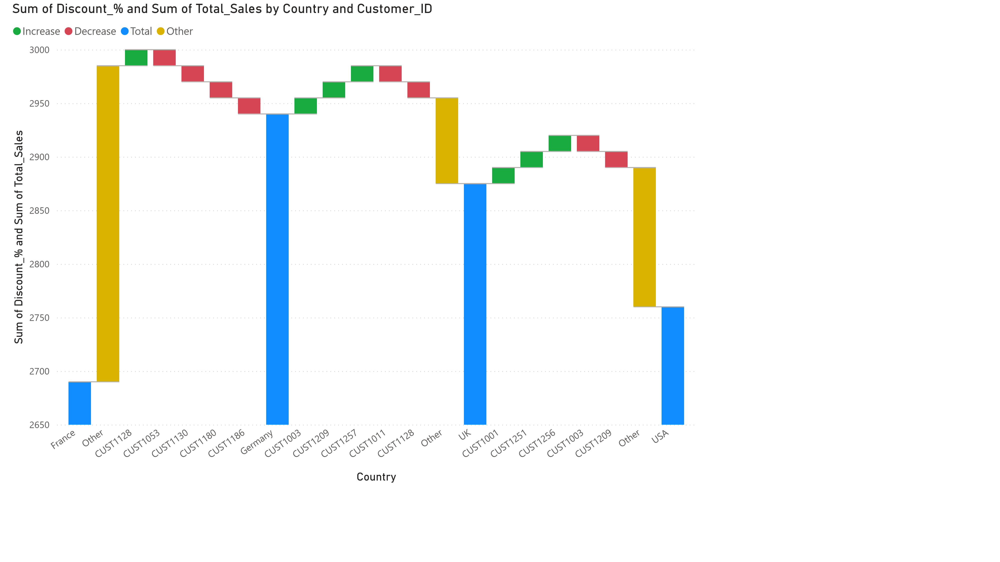 Sum of Discount_% and Sum of Total_Sales by Country and Customer_ID
Increase Decrease Total Other
Sum of Discount_% and Sum of Total_Sales
3000
2950
2900
2850
2800
2750
2700
2650
France
Other
CUST1128
CUST1053
CUST1130
CUST1180
CUST1186
Germany
CUST1003
CUST1209
CUST1257
CUST1011
CUST1128
Other
UK
CUST1001
CUST1251
CUST1256
CUST1003
CUST1209
Other
USA
Country